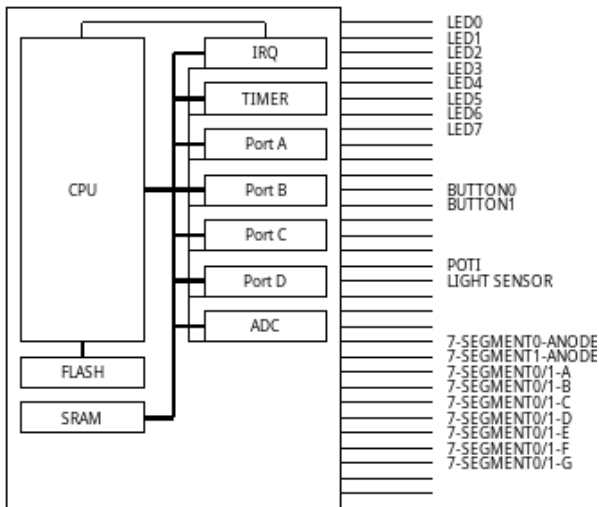 CPU
FLASH
SRAM
IRQ
TIMER
Port A
Port B
Port C
Port D
ADC
LED0
LED1
LED2
LED3
LED4
LED5
LED6
LED7
BUTTON0
BUTTON1
POTI
LIGHT SENSOR
7-SEGMENT0-ANODE
7-SEGMENT1-ANODE
7-SEGMENT0/1-A
7-SEGMENT0/1-B
7-SEGMENT0/1-C
7-SEGMENT0/1-D
7-SEGMENT0/1-E
7-SEGMENT0/1-F
7-SEGMENT0/1-G